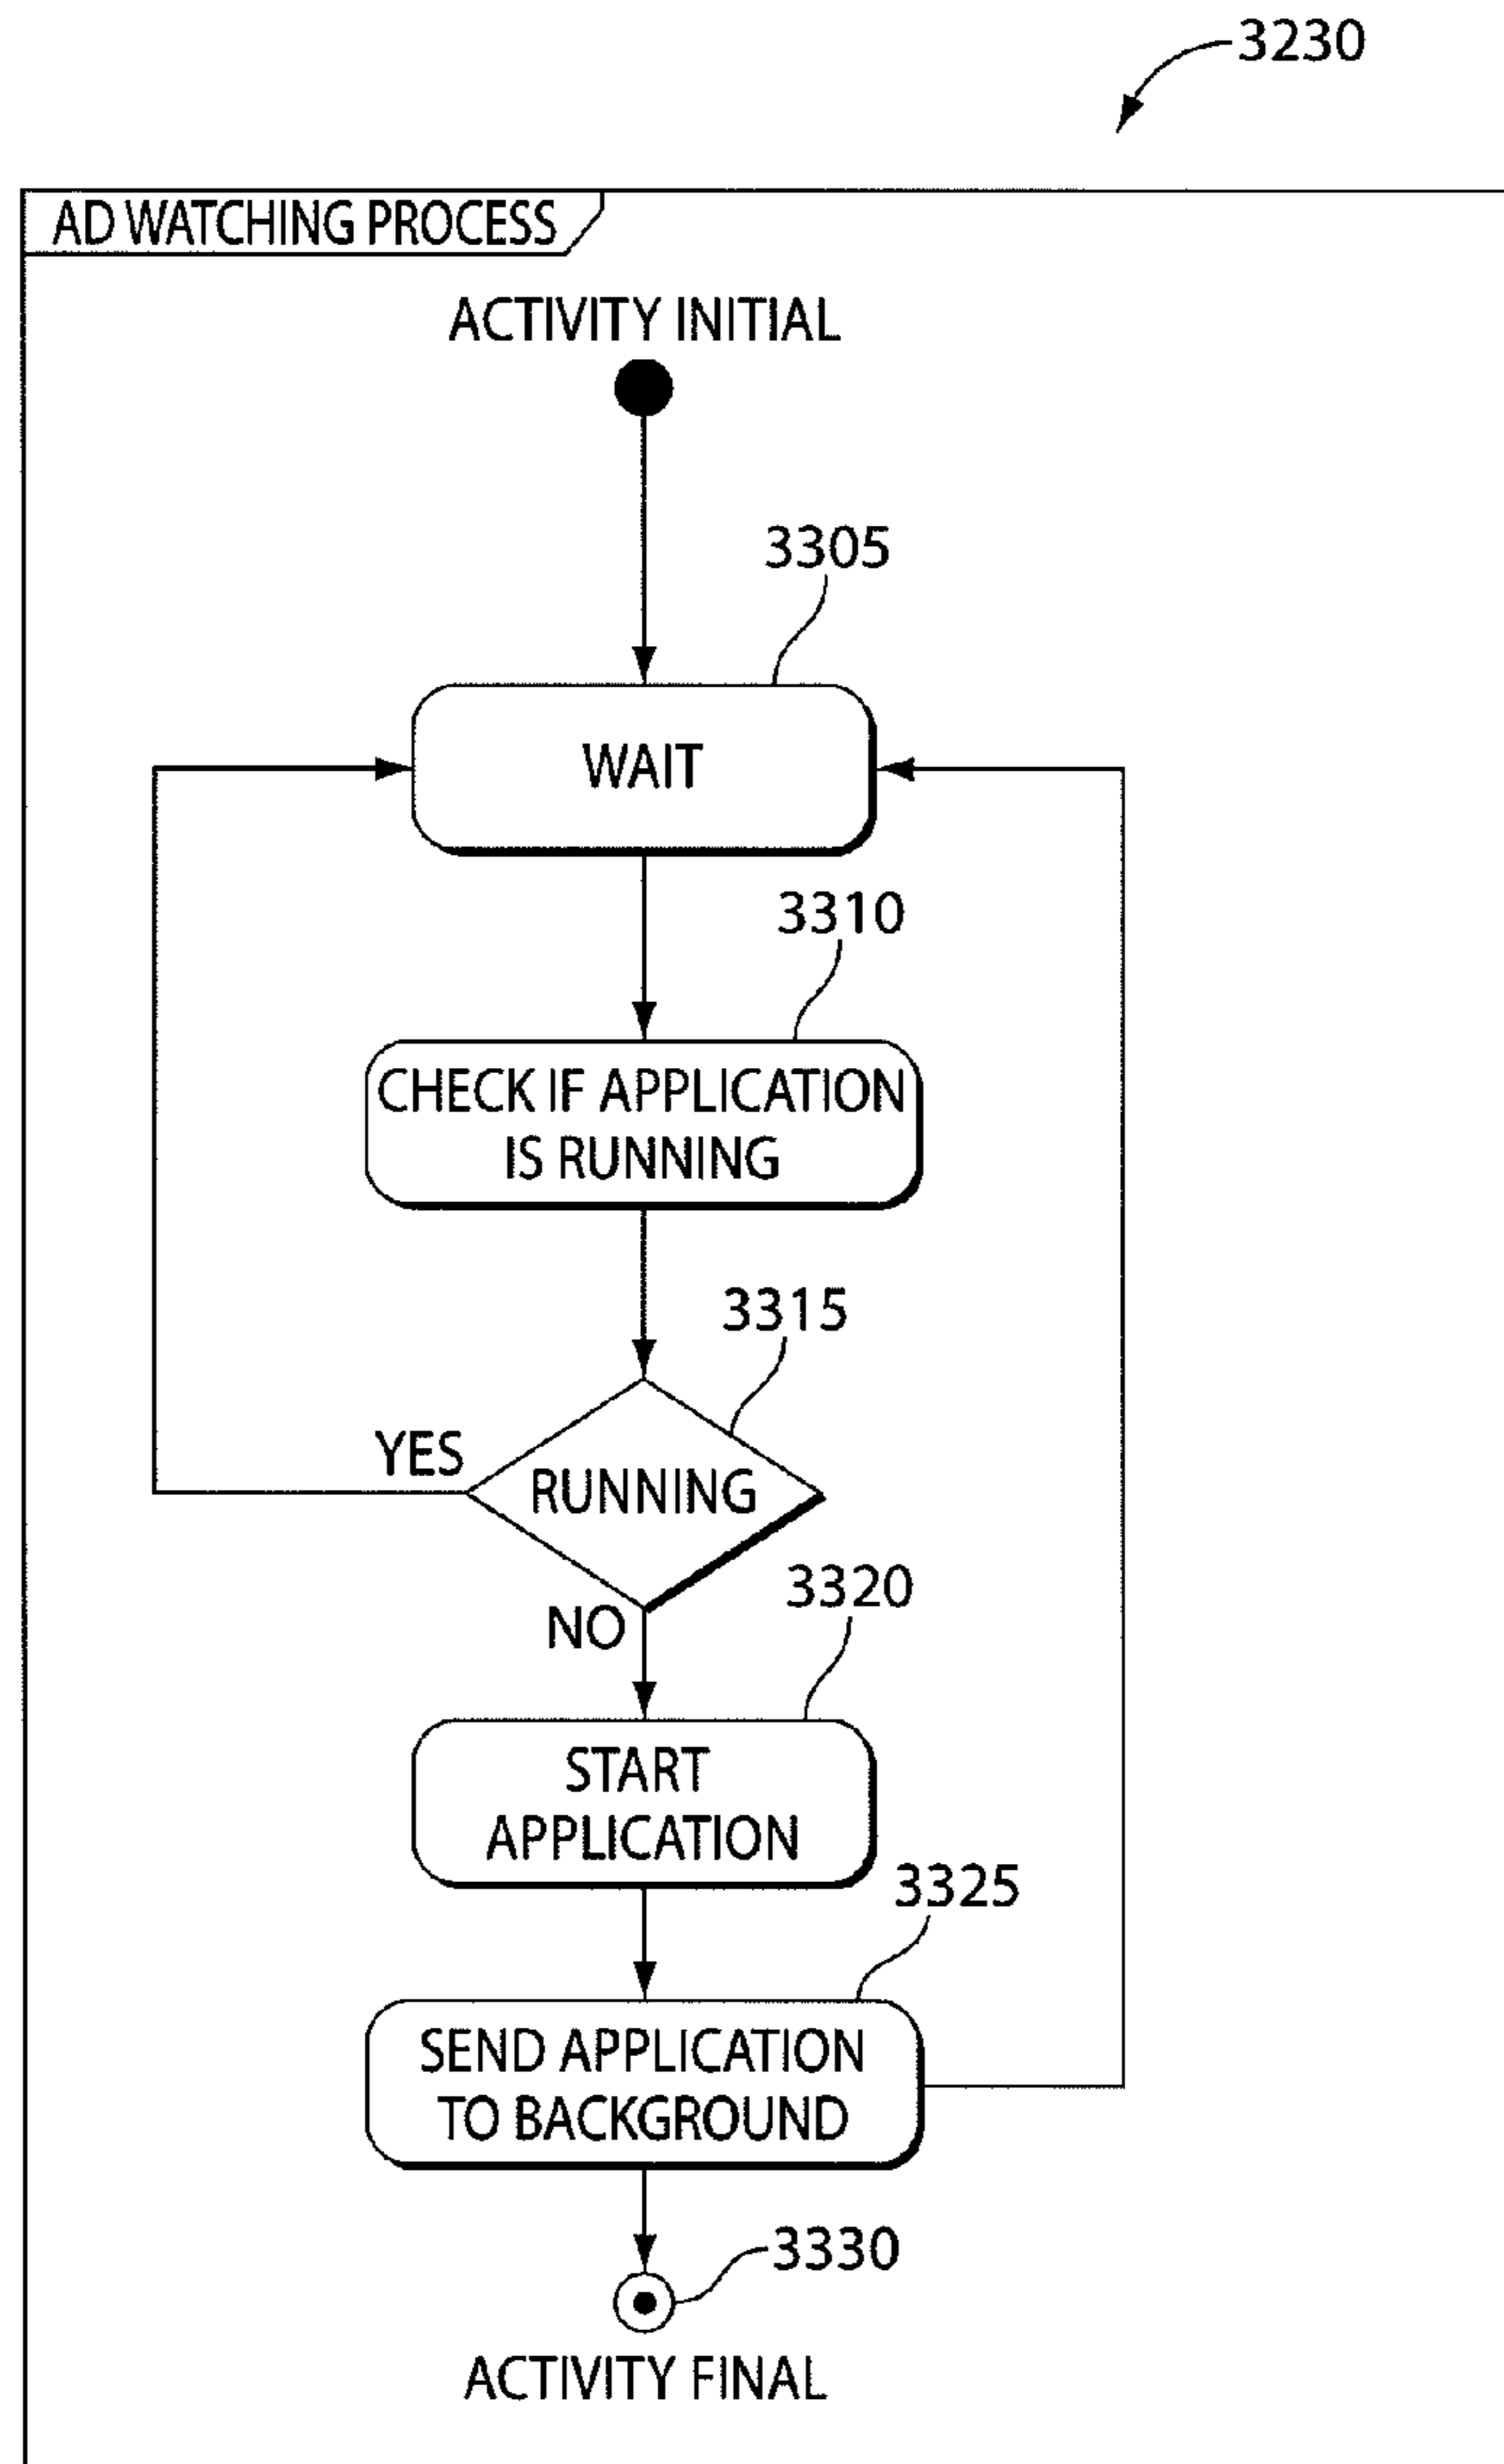 3230
AD WATCHING PROCESS
ACTIVITY INITIAL
3305
WAIT
3310
CHECK IF APPLICATION
IS RUNNING
3315
YES
RUNNING
NO
3320
START
APPLICATION
3325
SEND APPLICATION
TO BACKGROUND
3330
ACTIVITY FINAL